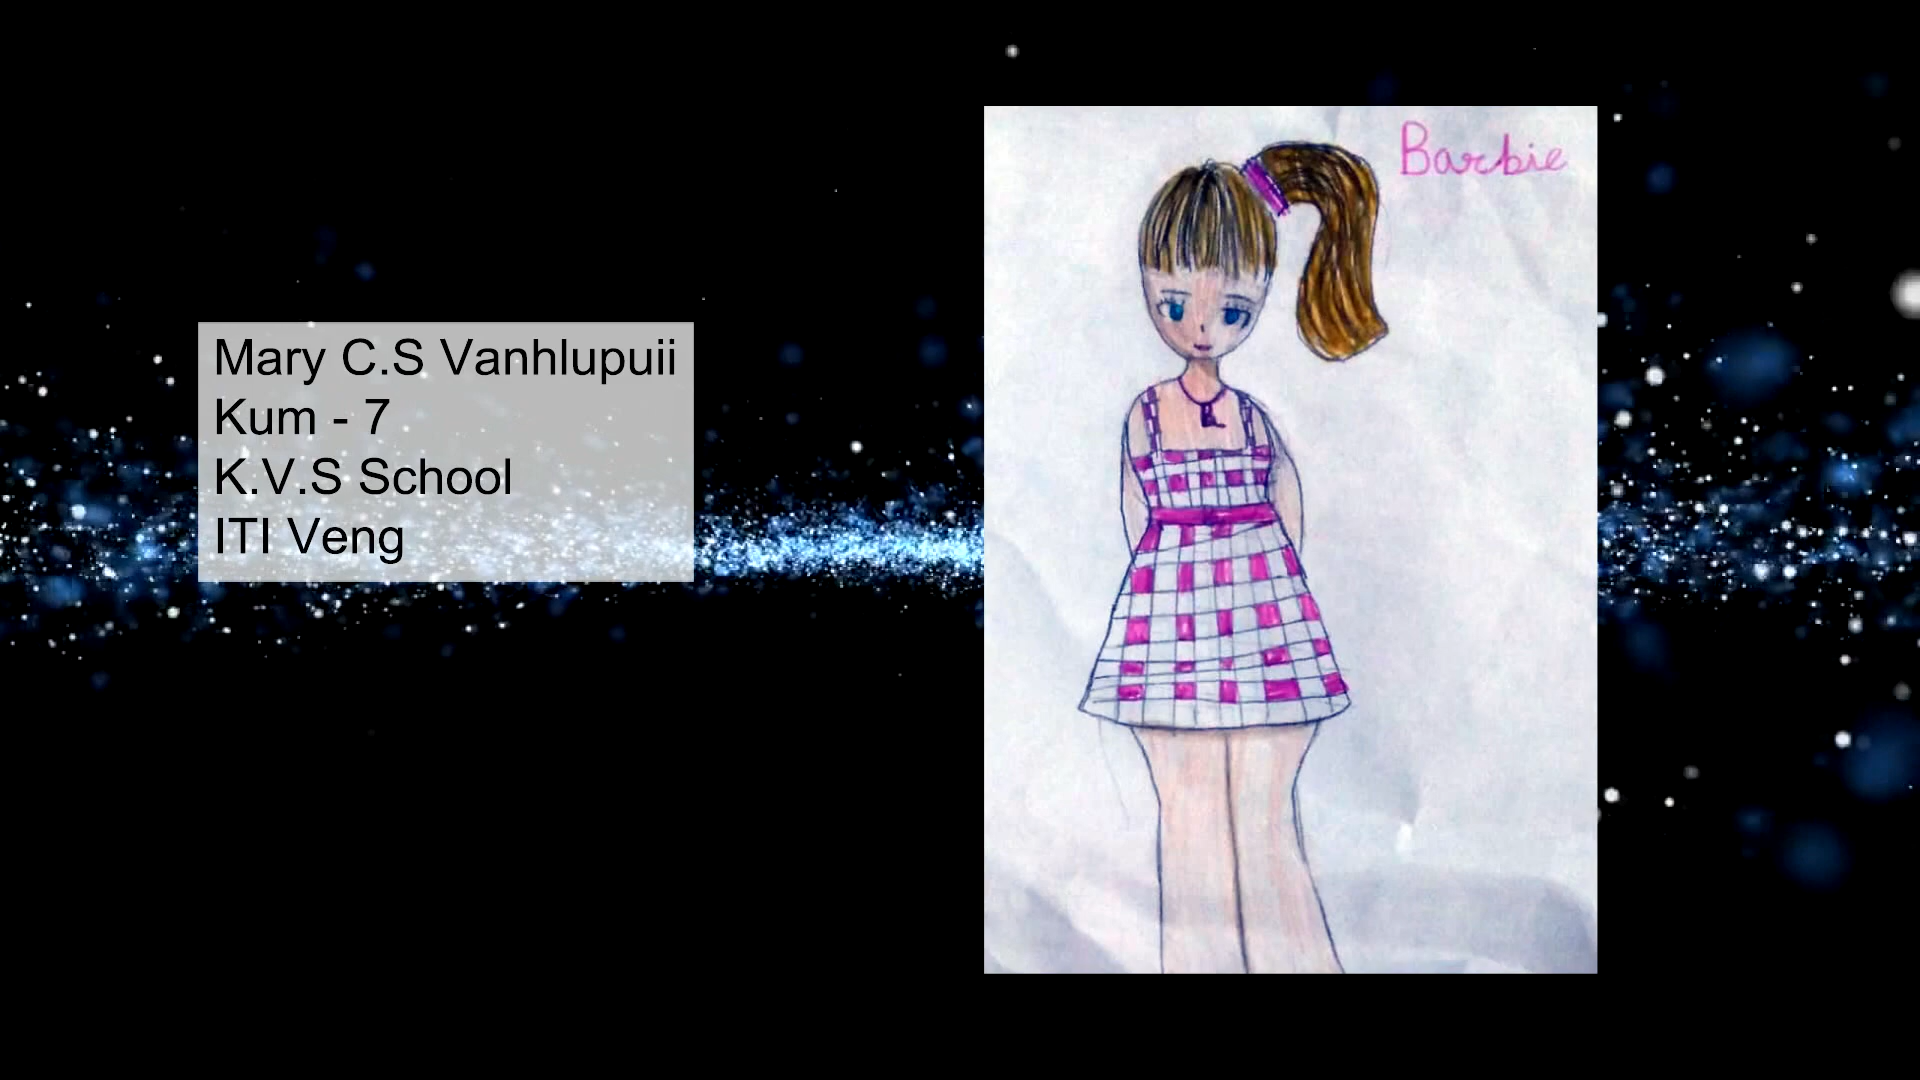 Mary C.S Vanhlupuii
Kum - 7
K.V.S School
ITI Veng
Barbie